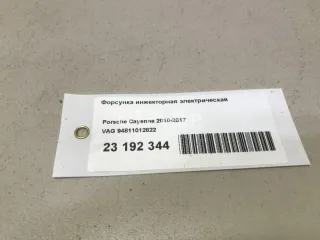 Форсунка инжекторная электрическая
Porsche Cayenne 2010-2017
VAG 94811012822
23 192 344